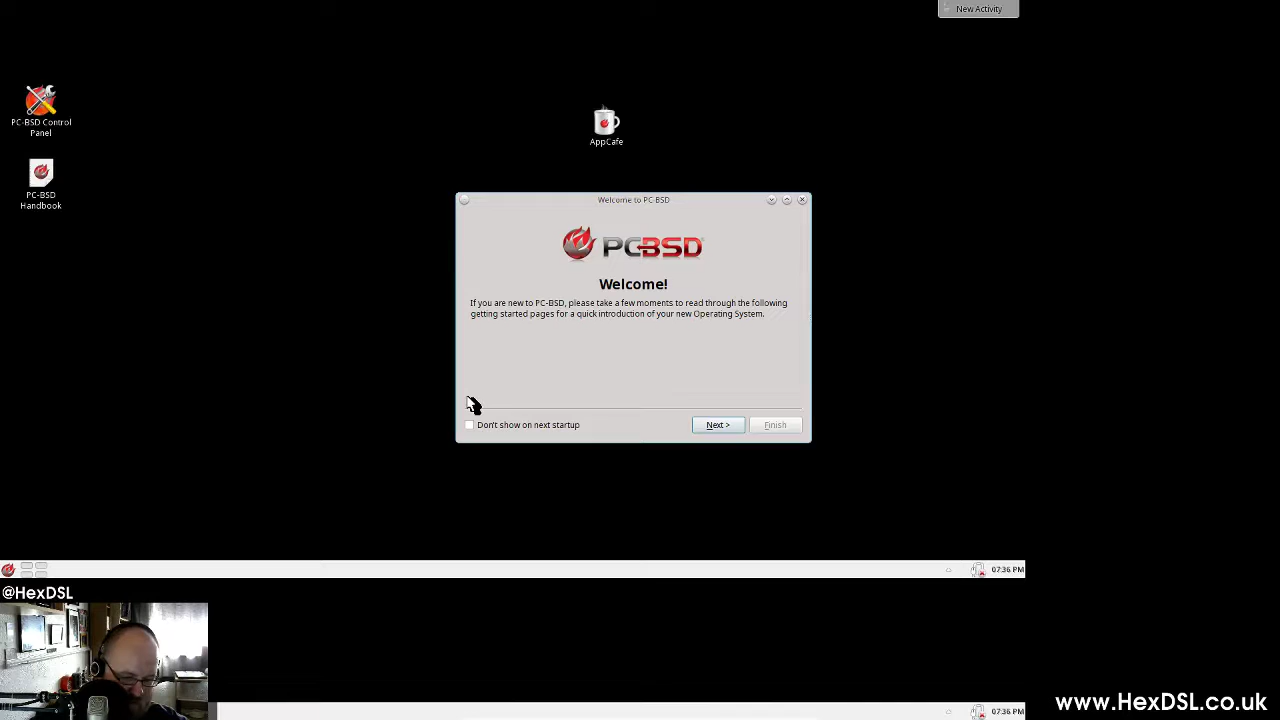 New Activity
PC-BSD Control
Panel
AppCafe
PC-BSD
Handbook
Welcome to PC-BSD
PCBSD
Welcome!
If you are new to PC-BSD, please take a few moments to read through the following
getting started pages for a quick introduction of your new Operating System.
Don't show on next startup
Next >
Finish
07:36 PM
@HexDSL
www.HexDSL.co.uk
07:36 PM